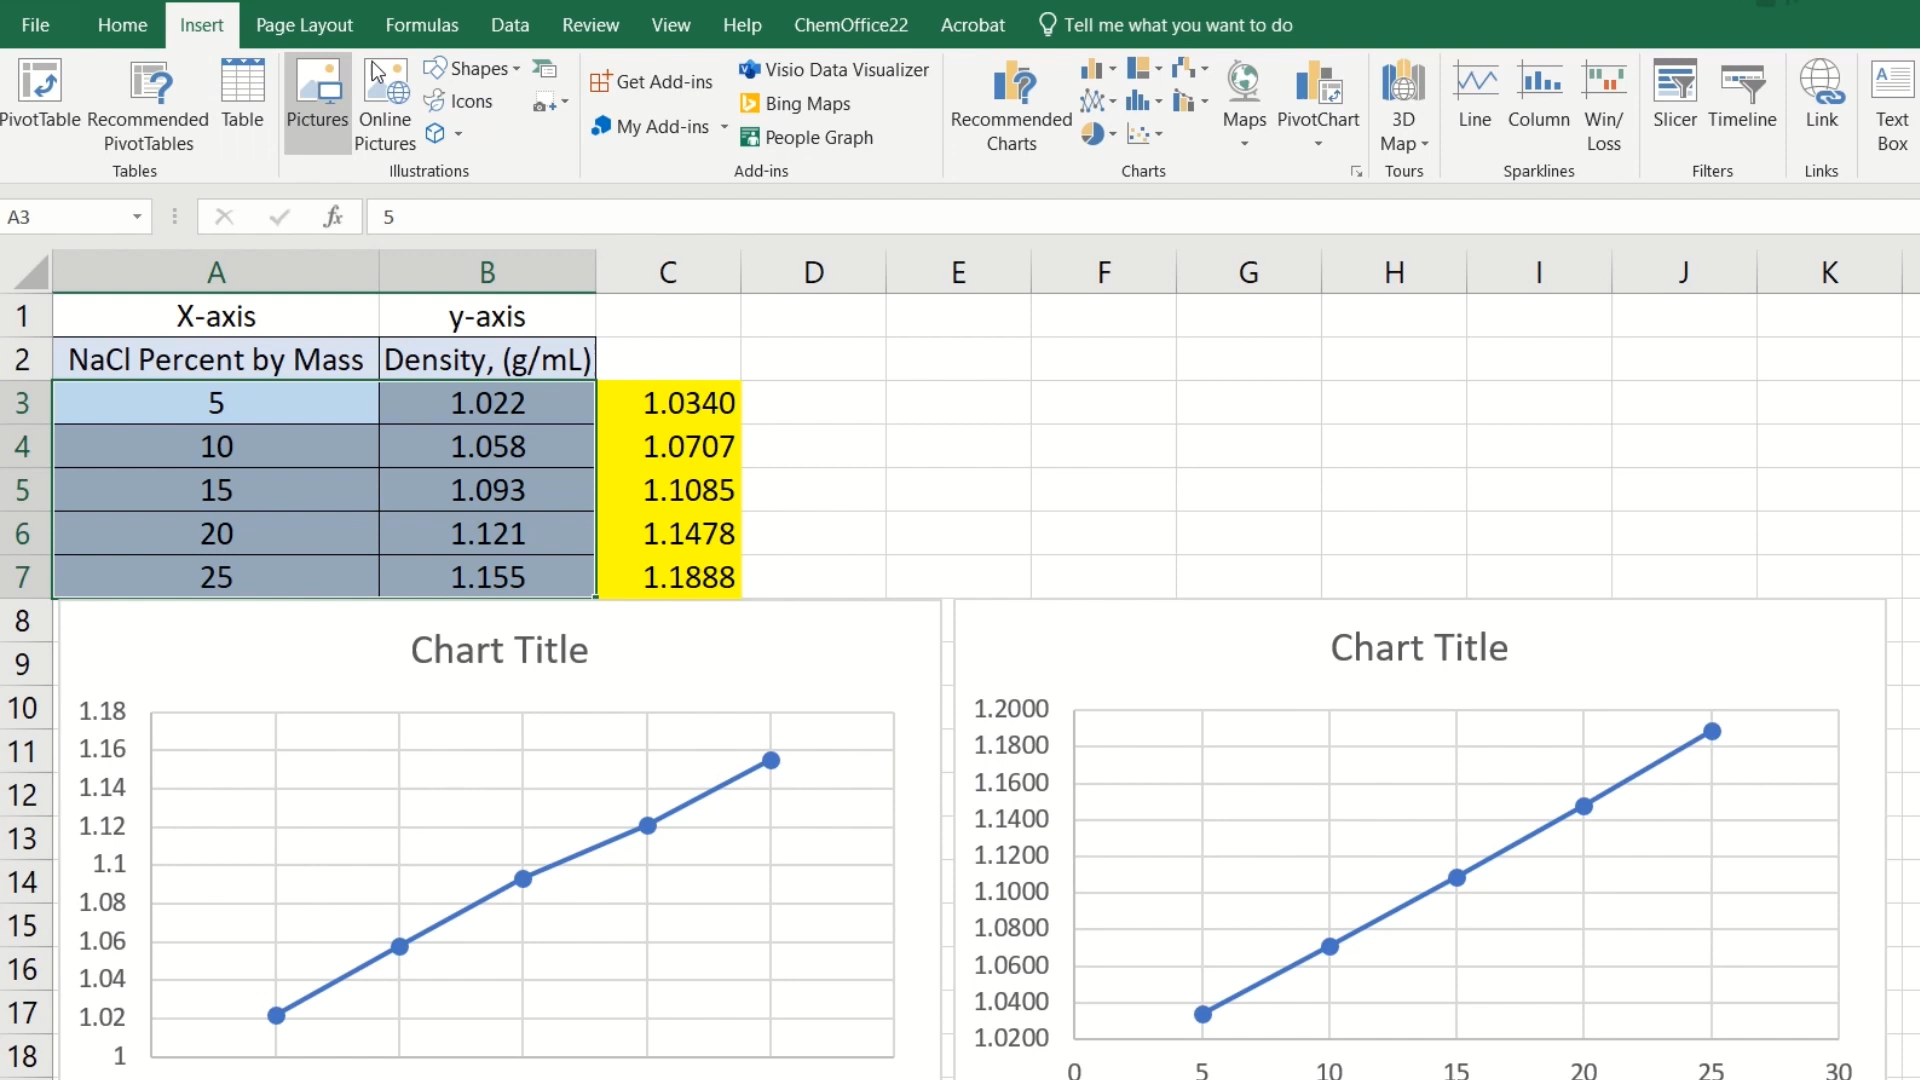 File Home Insert Page Layout Formulas Data Review View Help ChemOffice22 Acrobat Tell me what you want to do
PivotTable
Recommended
PivotTables
Table
Tables
Pictures
Online
Pictures
Shapes
Icons
Illustrations
Get Add-ins
My Add-ins
Visio Data Visualizer
Bing Maps
People Graph
Add-ins
Recommended
Charts
Maps
PivotChart
Charts
3D
Map
Tours
Line
Column
Win/
Loss
Sparklines
Slicer
Timeline
Filters
Link
Links
Text
Box
A3 fx 5
A B C D E F G H I J K
1 X-axis y-axis
2 NaCl Percent by Mass Density, (g/mL)
3 5 1.022 1.0340
4 10 1.058 1.0707
5 15 1.093 1.1085
6 20 1.121 1.1478
7 25 1.155 1.1888
8
9
10
11
12
13
14
15
16
17
18
Chart Title
1.18
1.16
1.14
1.12
1.1
1.08
1.06
1.04
1.02
1
Chart Title
1.2000
1.1800
1.1600
1.1400
1.1200
1.1000
1.0800
1.0600
1.0400
1.0200
0 5 10 15 20 25 30